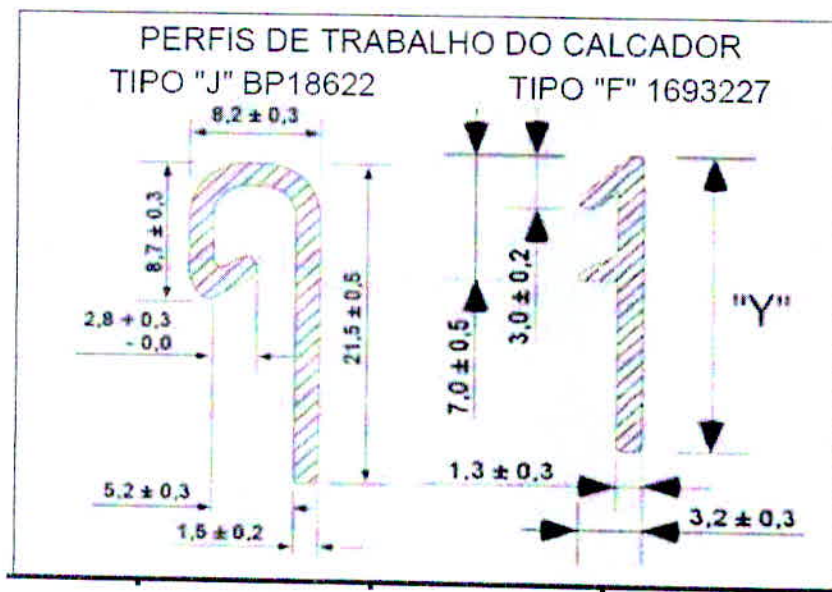 PERFIS DE TRABALHO DO CALCADOR
TIPO "J" BP18622
TIPO "F" 1693227
8,2 ± 0,3
8,7 ± 0,3
2,8 + 0,3
- 0,0
21,5 ± 0,5
5,2 ± 0,3
1,5 ± 0,2
7,0 ± 0,5
3,0 ± 0,2
"Y"
1,3 ± 0,3
3,2 ± 0,3